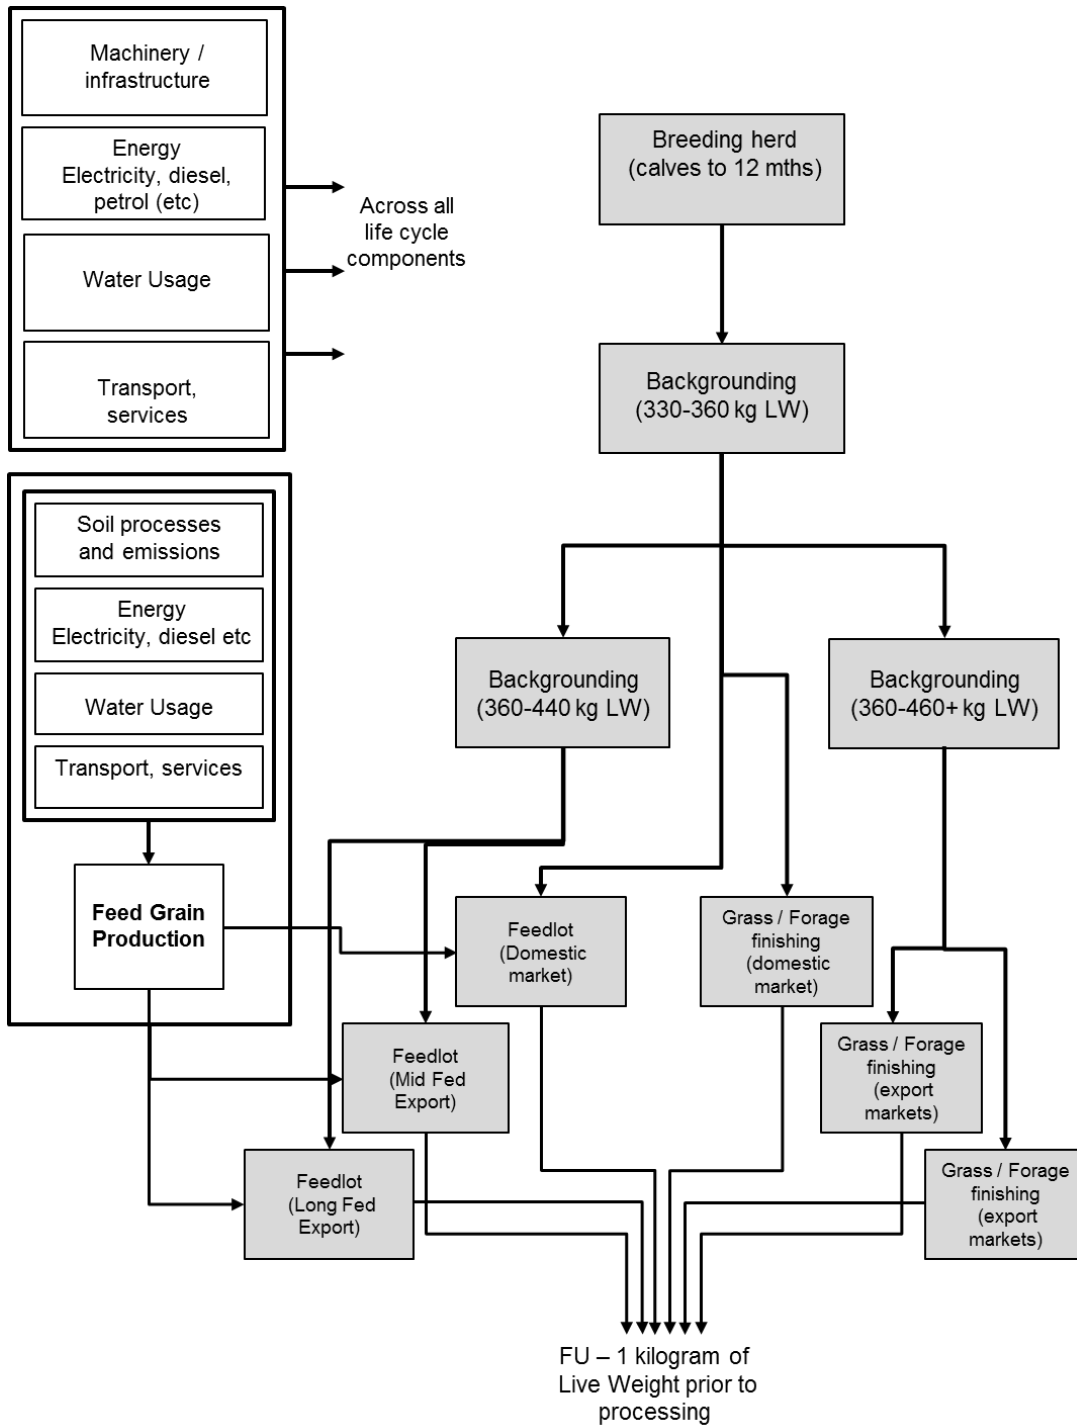 Machinery /
infrastructure
Energy
Electricity, diesel,
petrol (etc)
Water Usage
Transport,
services
Across all
life cycle
components
Breeding herd
(calves to 12 mths)
Backgrounding
(330-360 kg LW)
Soil processes
and emissions
Energy
Electricity, diesel etc
Water Usage
Transport, services
Feed Grain
Production
Backgrounding
(360-440 kg LW)
Backgrounding
(360-460+ kg LW)
Feedlot
(Domestic
market)
Grass / Forage
finishing
(domestic
market)
Feedlot
(Mid Fed
Export)
Grass / Forage
finishing
(export
markets)
Feedlot
(Long Fed
Export)
Grass / Forage
finishing
(export
markets)
FU – 1 kilogram of
Live Weight prior to
processing